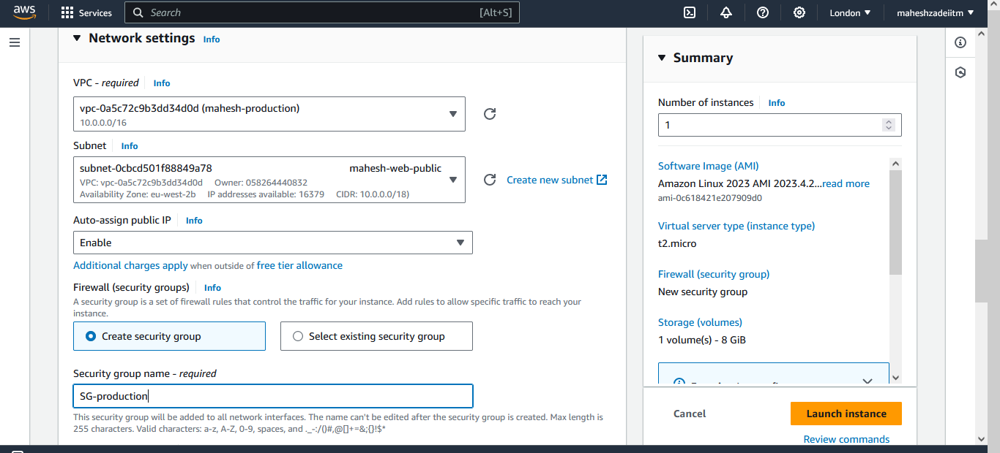 aws
Services
Search
[Alt+S]
London
maheshzadeiitm
Network settings Info
VPC - required Info
vpc-0a5c72c9b3dd34d0d (mahesh-production)
10.0.0.0/16
Subnet Info
subnet-0cbcd501f88849a78 mahesh-web-public
VPC: vpc-0a5c72c9b3dd34d0d Owner: 058264440832
Availability Zone: eu-west-2b IP addresses available: 16379 CIDR: 10.0.0.0/18)
Create new subnet
Auto-assign public IP Info
Enable
Additional charges apply when outside of free tier allowance
Firewall (security groups) Info
A security group is a set of firewall rules that control the traffic for your instance. Add rules to allow specific traffic to reach your
instance.
Create security group
Select existing security group
Security group name - required
SG-production
This security group will be added to all network interfaces. The name can't be edited after the security group is created. Max length is
255 characters. Valid characters: a-z, A-Z, 0-9, spaces, and ._-:/()#,@[]+=&;{}!$*
Summary
Number of instances Info
1
Software Image (AMI)
Amazon Linux 2023 AMI 2023.4.2...read more
ami-0c618421e207909d0
Virtual server type (instance type)
t2.micro
Firewall (security group)
New security group
Storage (volumes)
1 volume(s) - 8 GiB
Cancel
Launch instance
Review commands